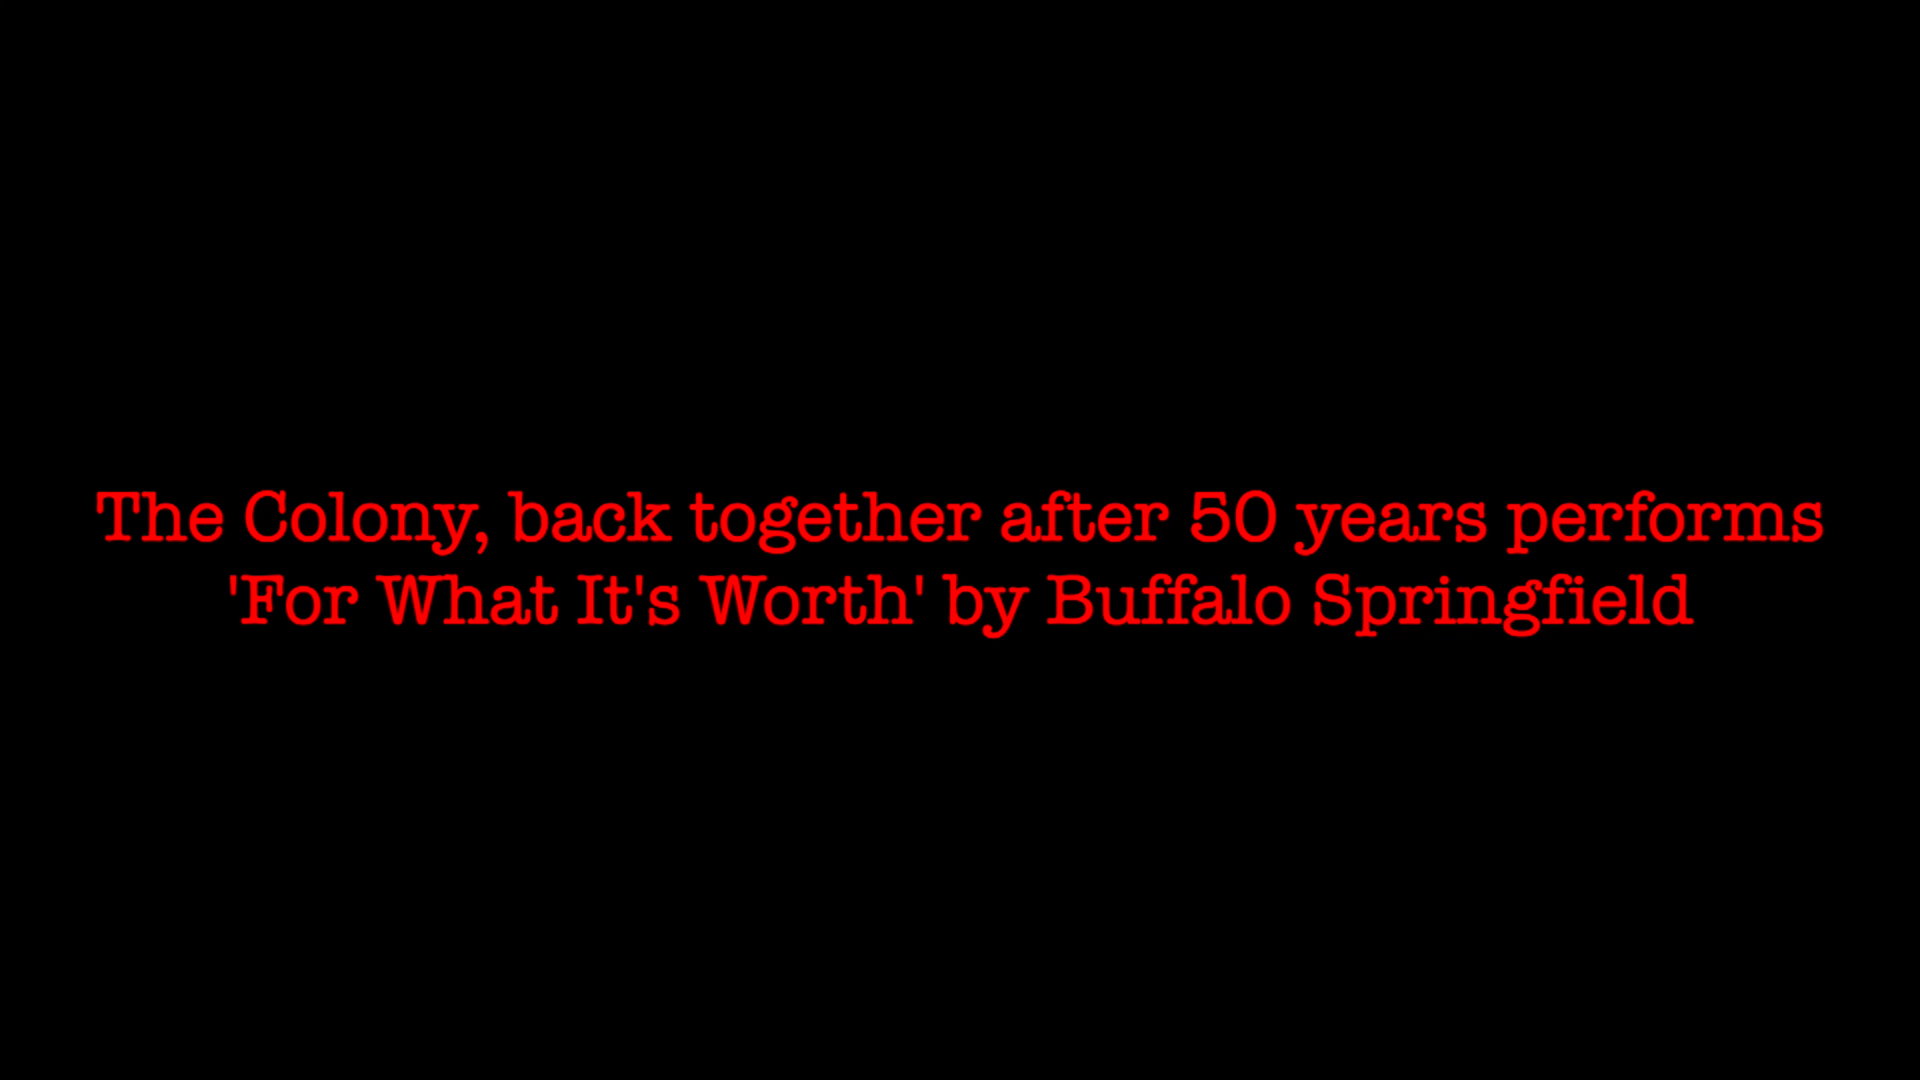 The Colony, back together after 50 years performs
'For What It's Worth' by Buffalo Springfield